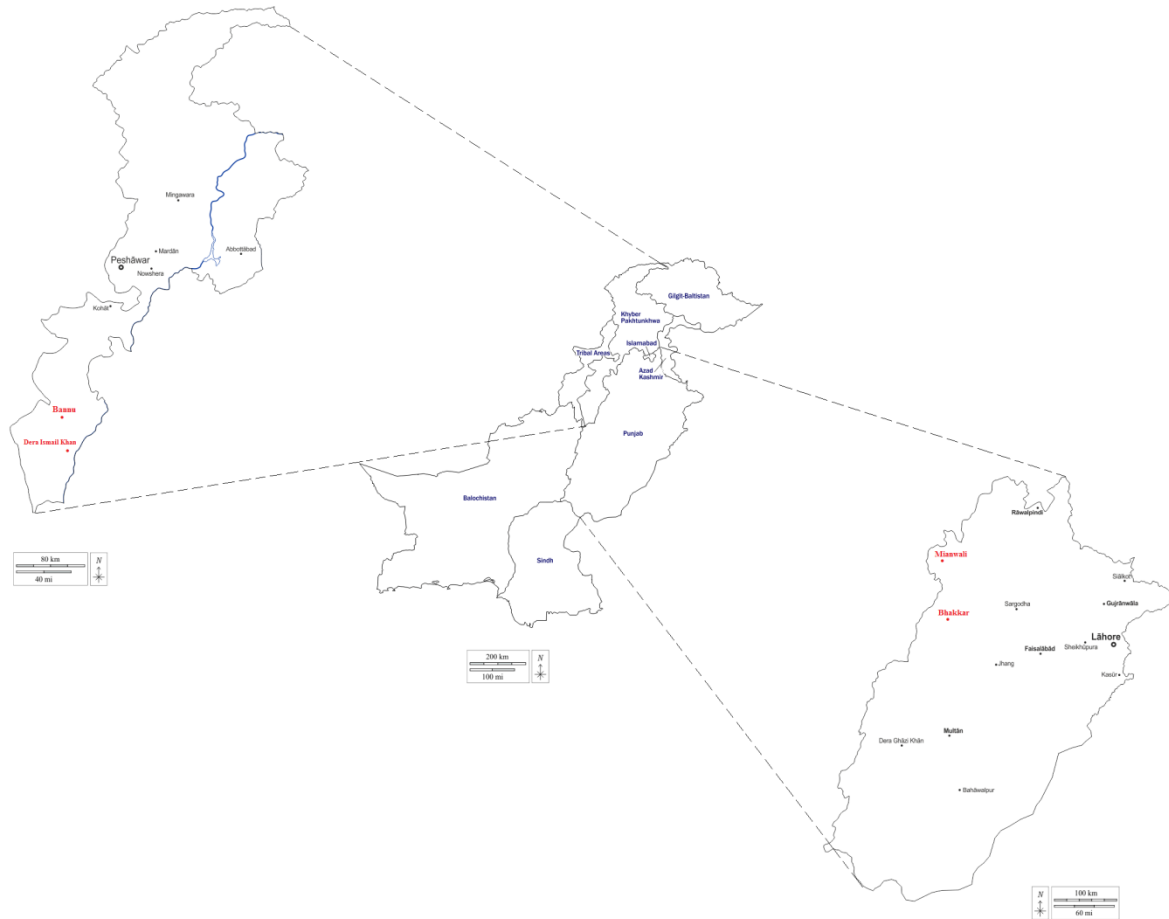 Mingawara
Mardān
Abbottābad
Peshāwar
Nowshera
Kohāt
Bannu
Dera Ismail Khan
80 km
40 mi
N
Gilgit-Baltistan
Khyber
Pakhtunkhwa
Islamabad
Tribal Areas
Azad
Kashmir
Punjab
Balochistan
Sindh
200 km
100 mi
N
Rāwalpindi
Mianwali
Siālkot
Sargodha
Gujrānwāla
Bhakkar
Lāhore
Sheikhūpura
Faisalābād
Jhang
Kasūr
Multān
Dera Ghāzi Khān
Bahāwalpur
N
100 km
60 mi